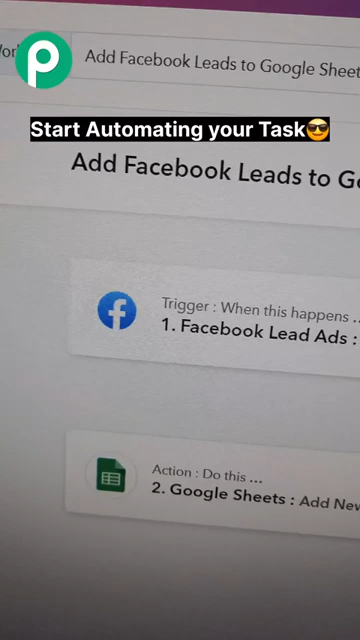 Add Facebook Leads to Google Sheet
Start Automating your Task😎
Add Facebook Leads to
Trigger : When this happens ...
1. Facebook Lead Ads :
Action : Do this ...
2. Google Sheets : Add New